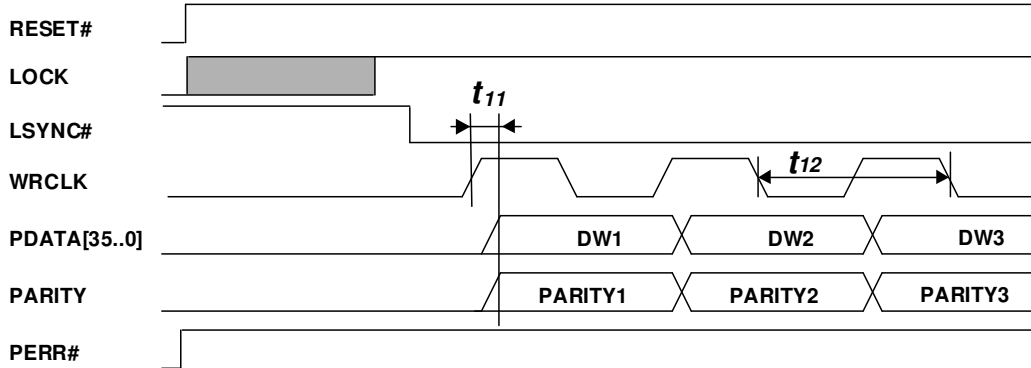 RESET#
LOCK
t11
LSYNC#
WRCLK
t12
PDATA[35..0] DW1 DW2 DW3
PARITY PARITY1 PARITY2 PARITY3
PERR#